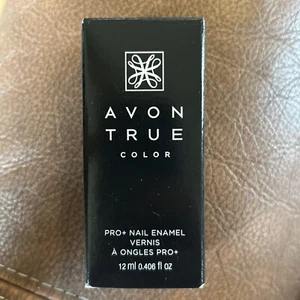 AVON
TRUE
COLOR
PRO+ NAIL ENAMEL
VERNIS
À ONGLES PRO+
12 ml 0.406 fl oz